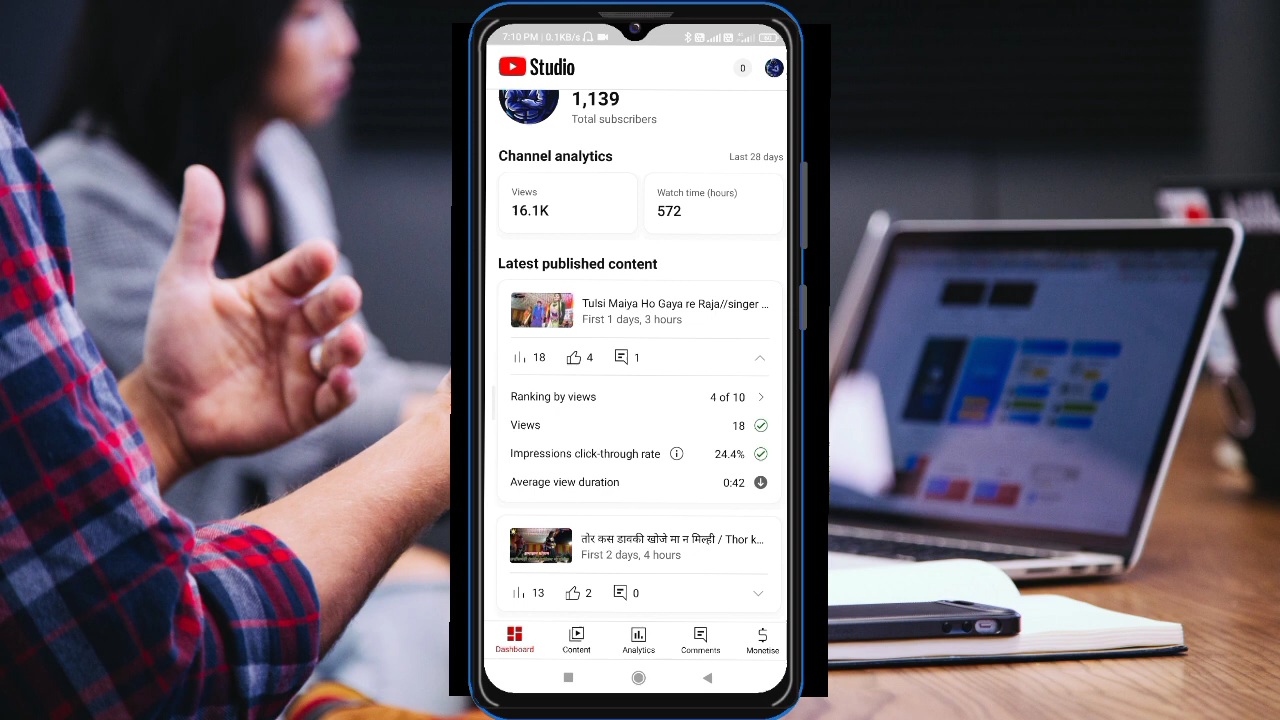 7:10 PM | 0.1KB/s
Studio
0
1,139
Total subscribers
Channel analytics
Last 28 days
Views
16.1K
Watch time (hours)
572
Latest published content
Tulsi Maiya Ho Gaya re Raja//singer ...
First 1 days, 3 hours
18
4
1
Ranking by views
4 of 10
Views
18
Impressions click-through rate
24.4%
Average view duration
0:42
तोर कस डावकी खोजे मा न मिल्ही / Thor k...
First 2 days, 4 hours
13
2
0
Dashboard
Content
Analytics
Comments
Monetise